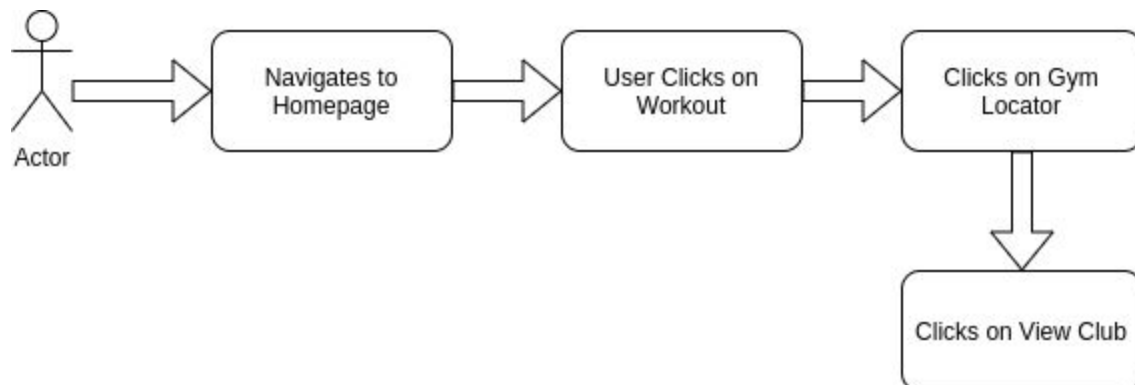 Actor
Navigates to
Homepage
User Clicks on
Workout
Clicks on Gym
Locator
Clicks on View Club